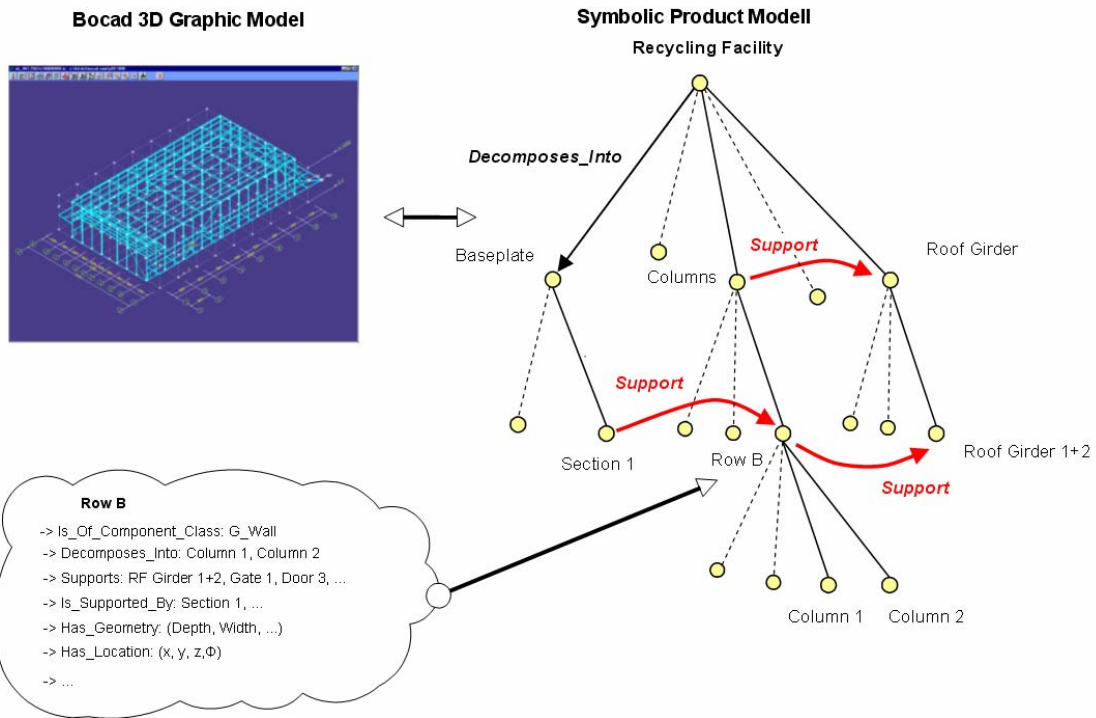 Bocad 3D Graphic Model
Symbolic Product Modell
Recycling Facility
Decomposes_Into
Baseplate
Columns
Support
Roof Girder
Support
Section 1
Row B
Roof Girder 1+2
Support
Column 1
Column 2
Row B
-> Is_Of_Component_Class: G_Wall
-> Decomposes_Into: Column 1, Column 2
-> Supports: RF Girder 1+2, Gate 1, Door 3, ...
-> Is_Supported_By: Section 1, ...
-> Has_Geometry: (Depth, Width, ...)
-> Has_Location: (x, y, z,Φ)
-> ...